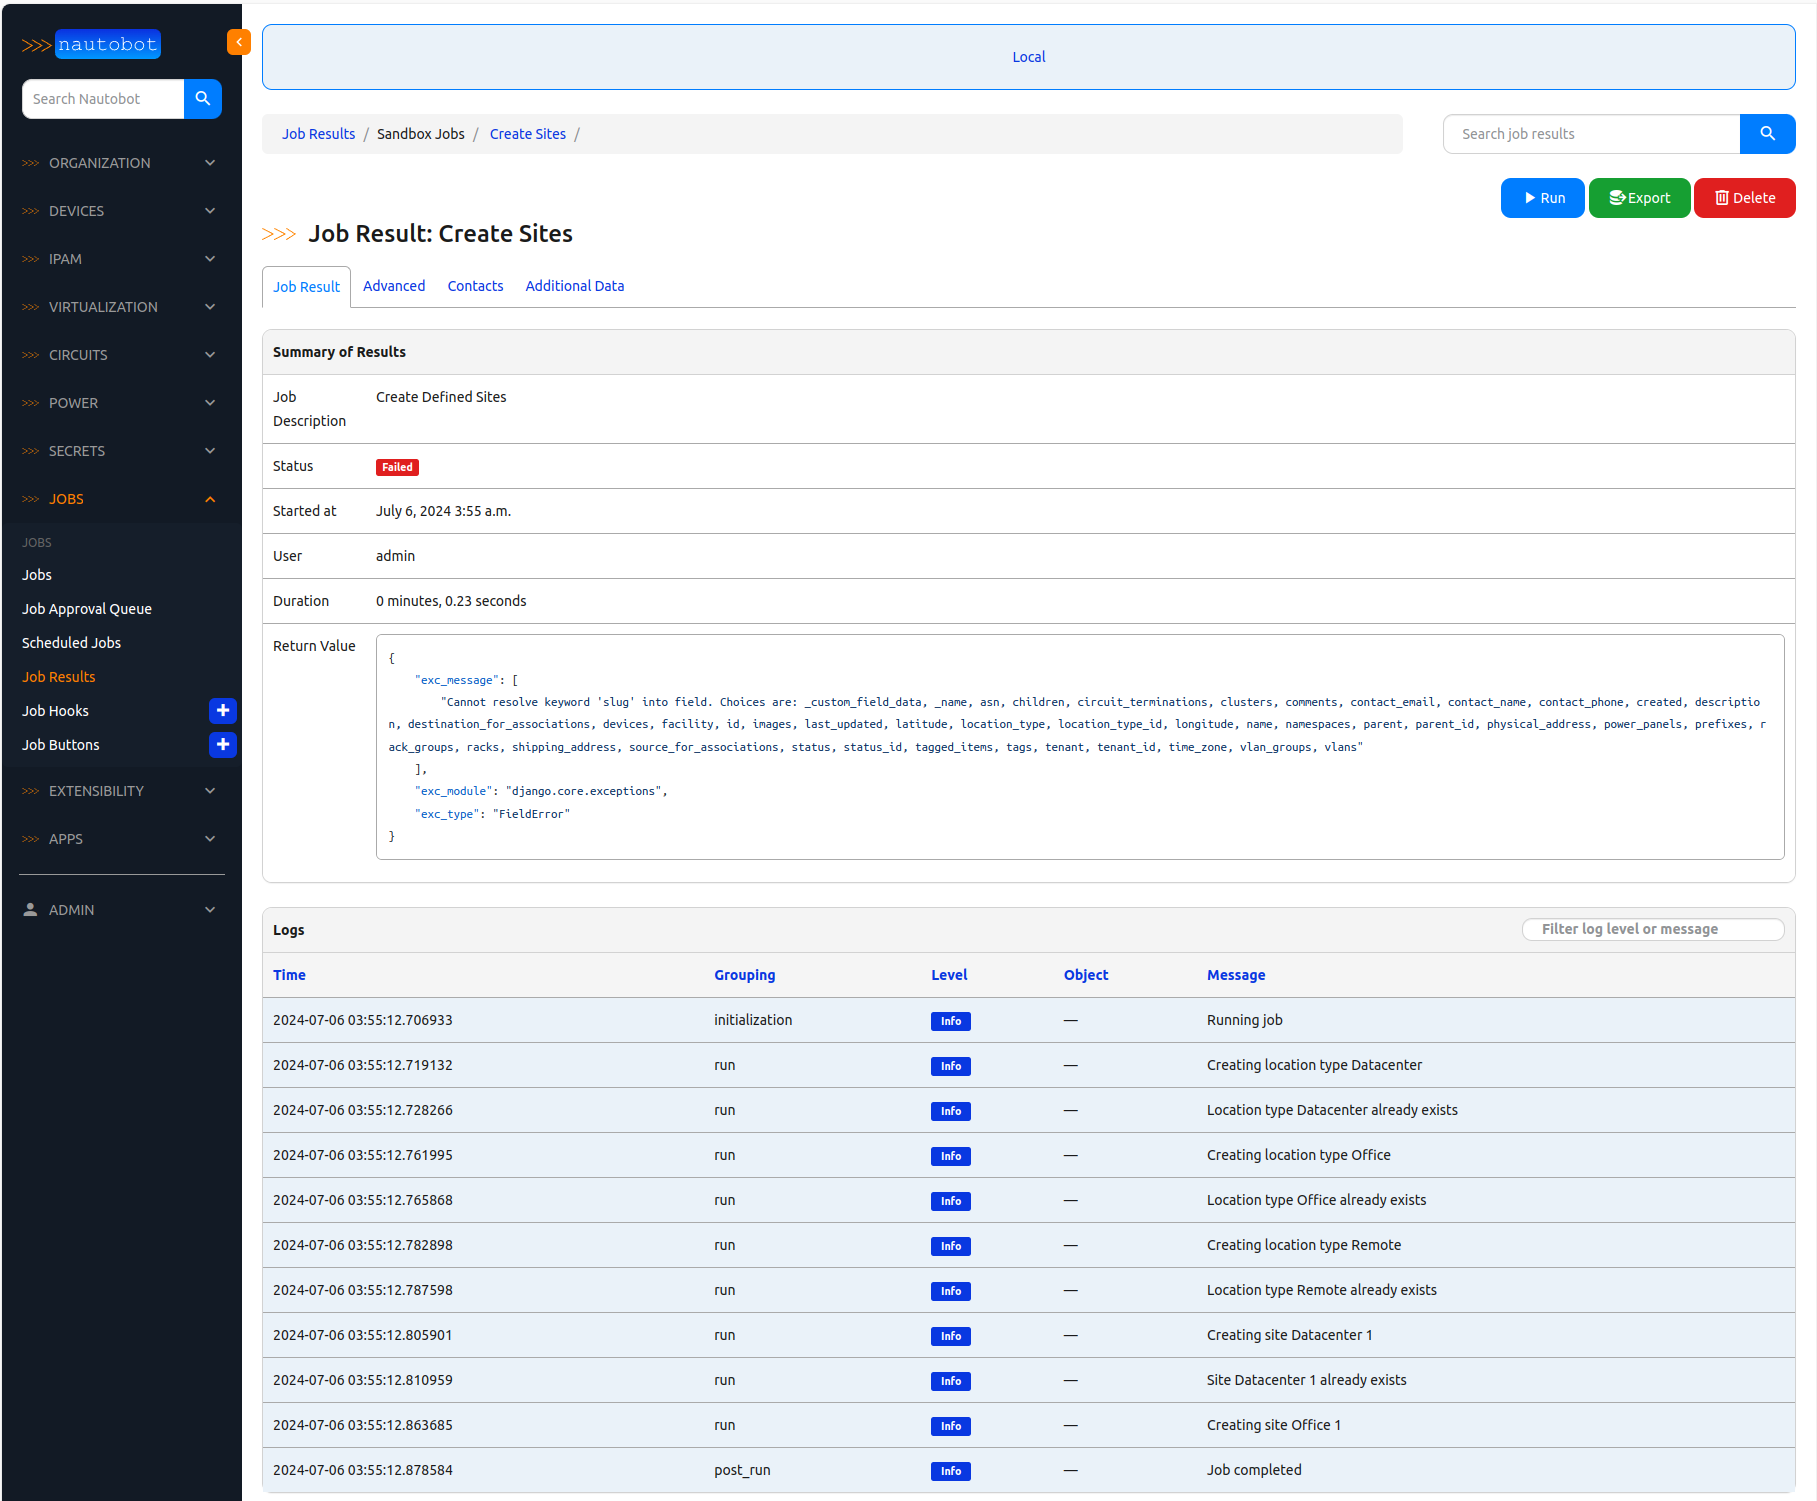 >>> nautobot
Search Nautobot
>>> ORGANIZATION
>>> DEVICES
>>> IPAM
>>> VIRTUALIZATION
>>> CIRCUITS
>>> POWER
>>> SECRETS
>>> JOBS
JOBS
Jobs
Job Approval Queue
Scheduled Jobs
Job Results
Job Hooks
Job Buttons
>>> EXTENSIBILITY
>>> APPS
ADMIN
Local
Job Results / Sandbox Jobs / Create Sites /
Search job results
Run Export Delete
>>> Job Result: Create Sites
Job Result Advanced Contacts Additional Data
Summary of Results
Job Description Create Defined Sites
Status Failed
Started at July 6, 2024 3:55 a.m.
User admin
Duration 0 minutes, 0.23 seconds
Return Value
{
"exc_message": [
"Cannot resolve keyword 'slug' into field. Choices are: _custom_field_data, _name, asn, children, circuit_terminations, clusters, comments, contact_email, contact_name, contact_phone, created, descriptio
n, destination_for_associations, devices, facility, id, images, last_updated, latitude, location_type, location_type_id, longitude, name, namespaces, parent, parent_id, physical_address, power_panels, prefixes, r
ack_groups, racks, shipping_address, source_for_associations, status, status_id, tagged_items, tags, tenant, tenant_id, time_zone, vlan_groups, vlans"
],
"exc_module": "django.core.exceptions",
"exc_type": "FieldError"
}
Logs Filter log level or message
Time Grouping Level Object Message
2024-07-06 03:55:12.706933 initialization Info — Running job
2024-07-06 03:55:12.719132 run Info — Creating location type Datacenter
2024-07-06 03:55:12.728266 run Info — Location type Datacenter already exists
2024-07-06 03:55:12.761995 run Info — Creating location type Office
2024-07-06 03:55:12.765868 run Info — Location type Office already exists
2024-07-06 03:55:12.782898 run Info — Creating location type Remote
2024-07-06 03:55:12.787598 run Info — Location type Remote already exists
2024-07-06 03:55:12.805901 run Info — Creating site Datacenter 1
2024-07-06 03:55:12.810959 run Info — Site Datacenter 1 already exists
2024-07-06 03:55:12.863685 run Info — Creating site Office 1
2024-07-06 03:55:12.878584 post_run Info — Job completed